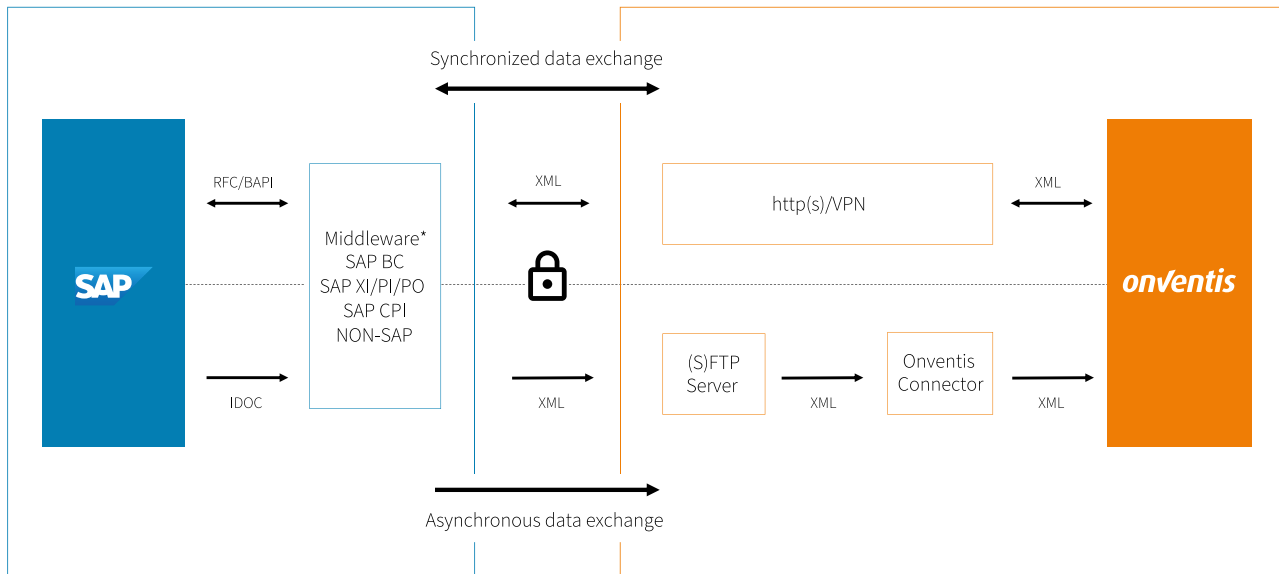 Synchronized data exchange
RFC/BAPI
XML
http(s)/VPN
XML
Middleware*
SAP BC
SAP XI/PI/PO
SAP CPI
NON-SAP
SAP
onventis
(S)FTP
Server
Onventis
Connector
IDOC
XML
XML
XML
Asynchronous data exchange